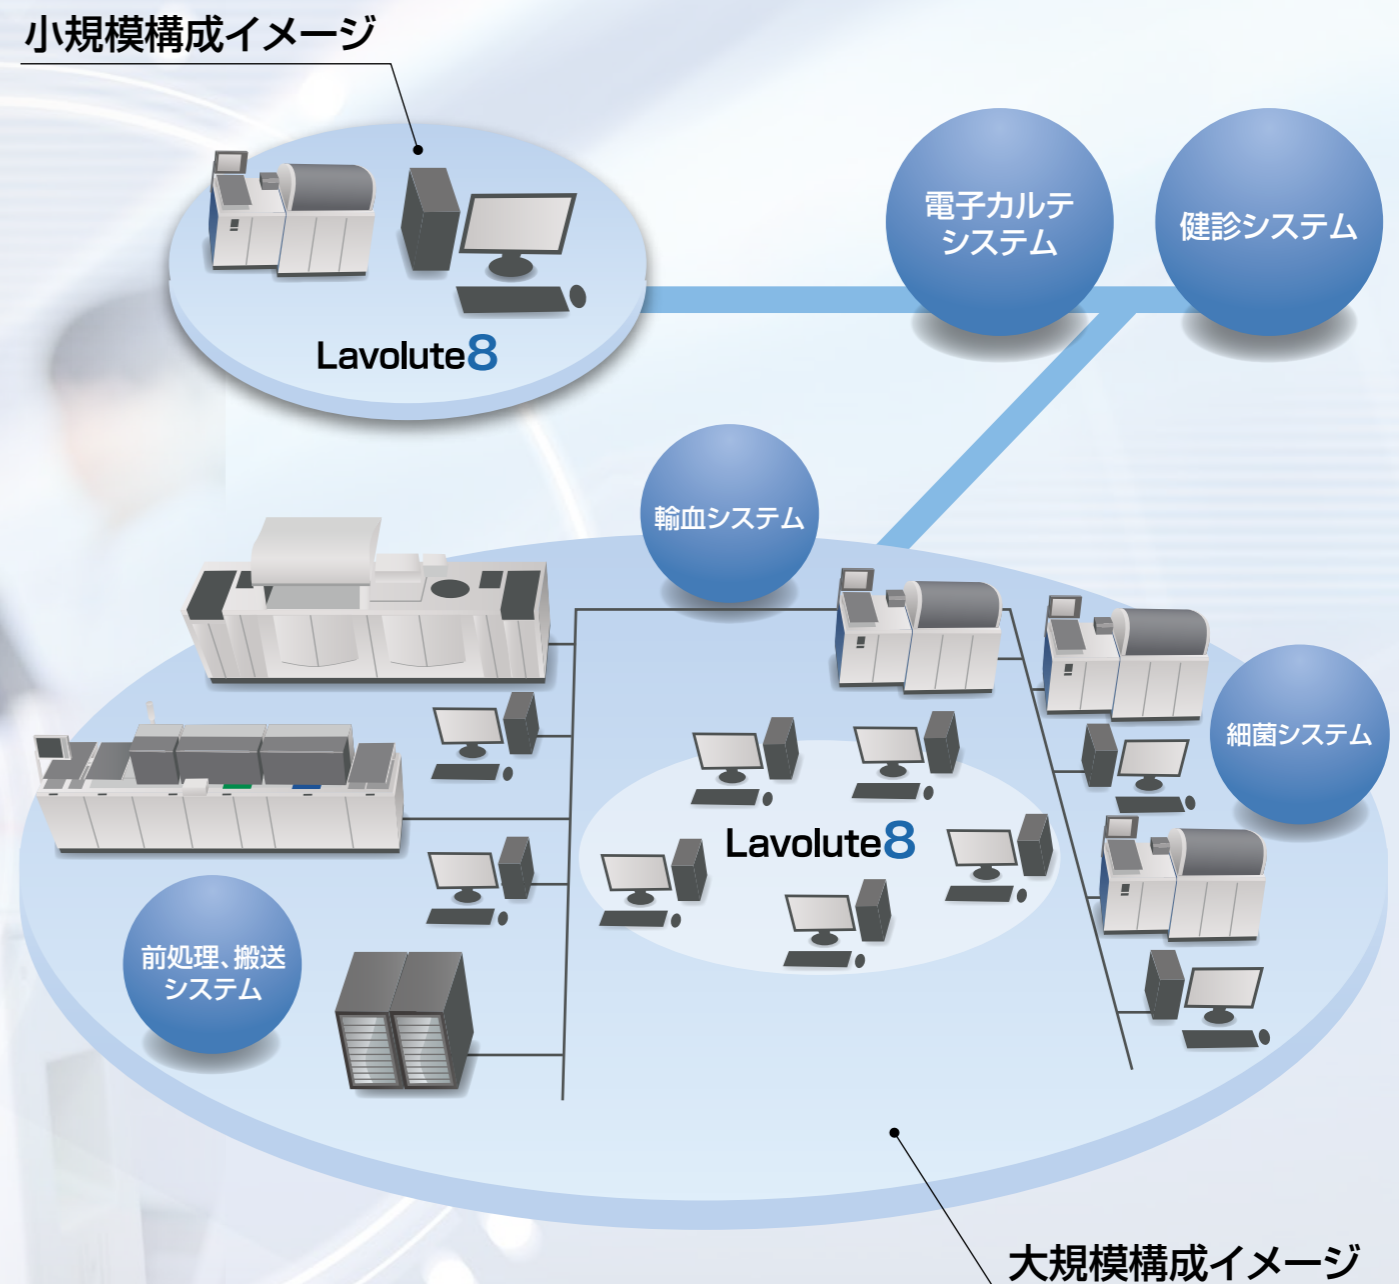 小規模構成イメージ
電子カルテ
システム
健診システム
Lavolute8
輸血システム
細菌システム
Lavolute8
前処理、搬送
システム
大規模構成イメージ